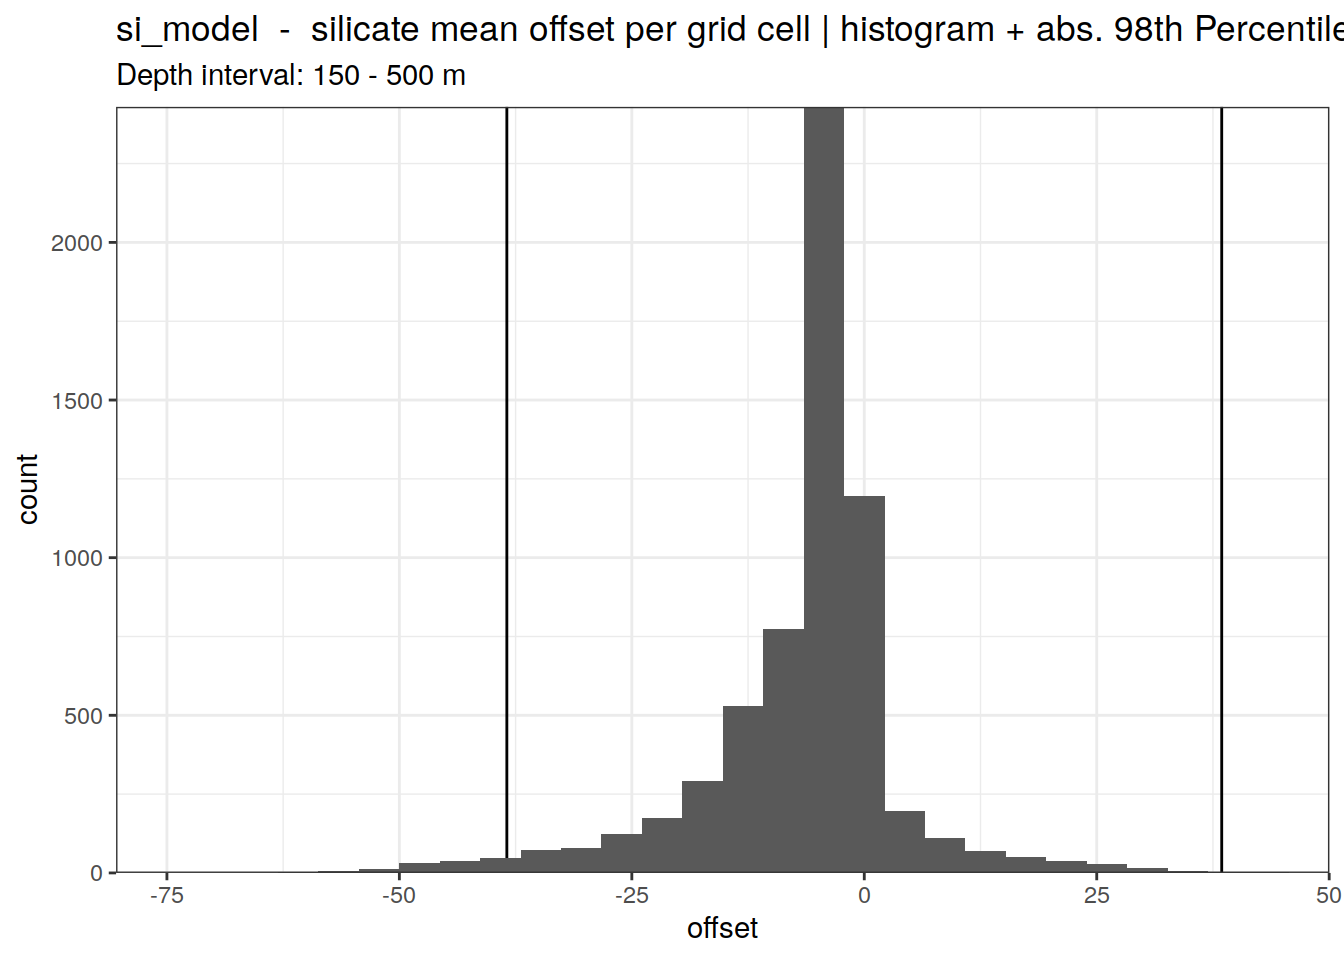 si_model  -  silicate mean offset per grid cell | histogram + abs. 98th Percentile
Depth interval: 150 - 500 m
2000
1500
1000
500
0
count
-75 -50 -25 0 25 50
offset